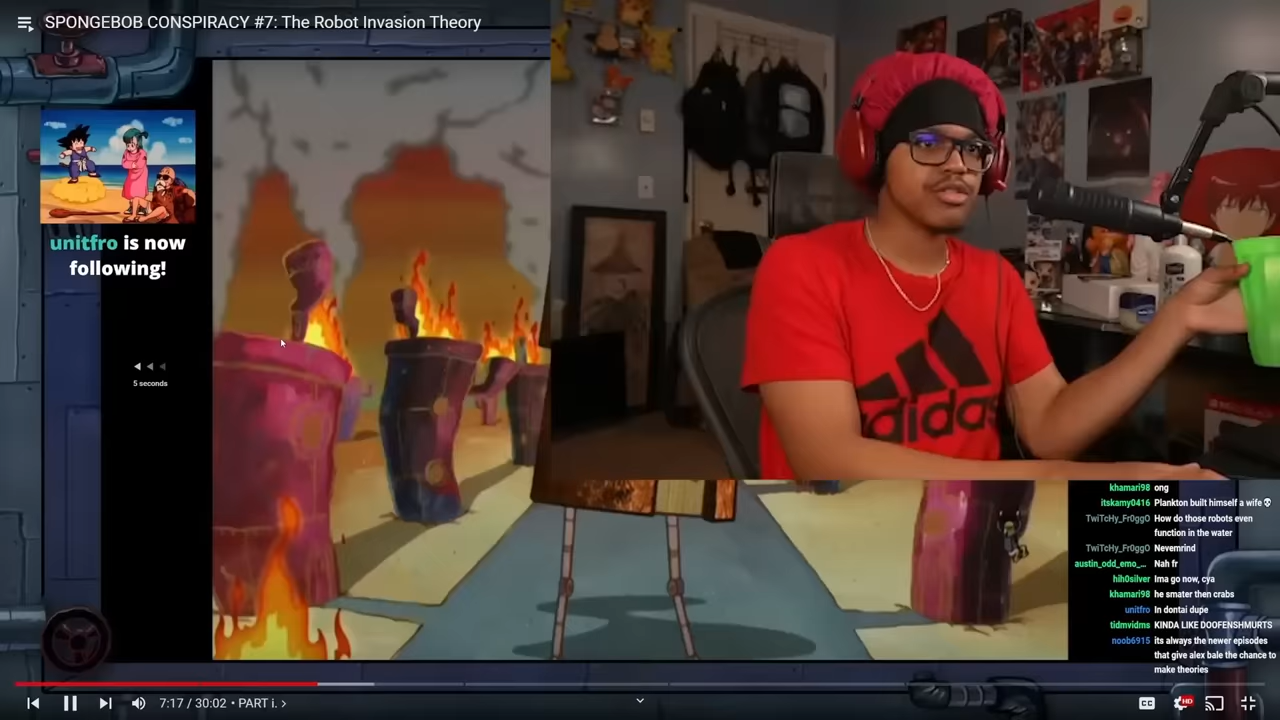 SPONGEBOB CONSPIRACY #7: The Robot Invasion Theory
unitfro is now
following!
5 seconds
adidas
khamari98 ong
itskamy0416 Plankton built himself a wife💀
TwiTcHy_Fr0ggO How do those robots even
function in the water
TwiTcHy_Fr0ggO Nevemrind
austin_odd_emo_... Nah fr
hih0silver Ima go now, cya
khamari98 he smater then crabs
unitfro In dontai dupe
tidmvidms KINDA LIKE DOOFENSHMURTS
noob6915 its always the newer episodes
that give alex bale the chance to
make theories
7:17 / 30:02 • PART i. >
CC
HD